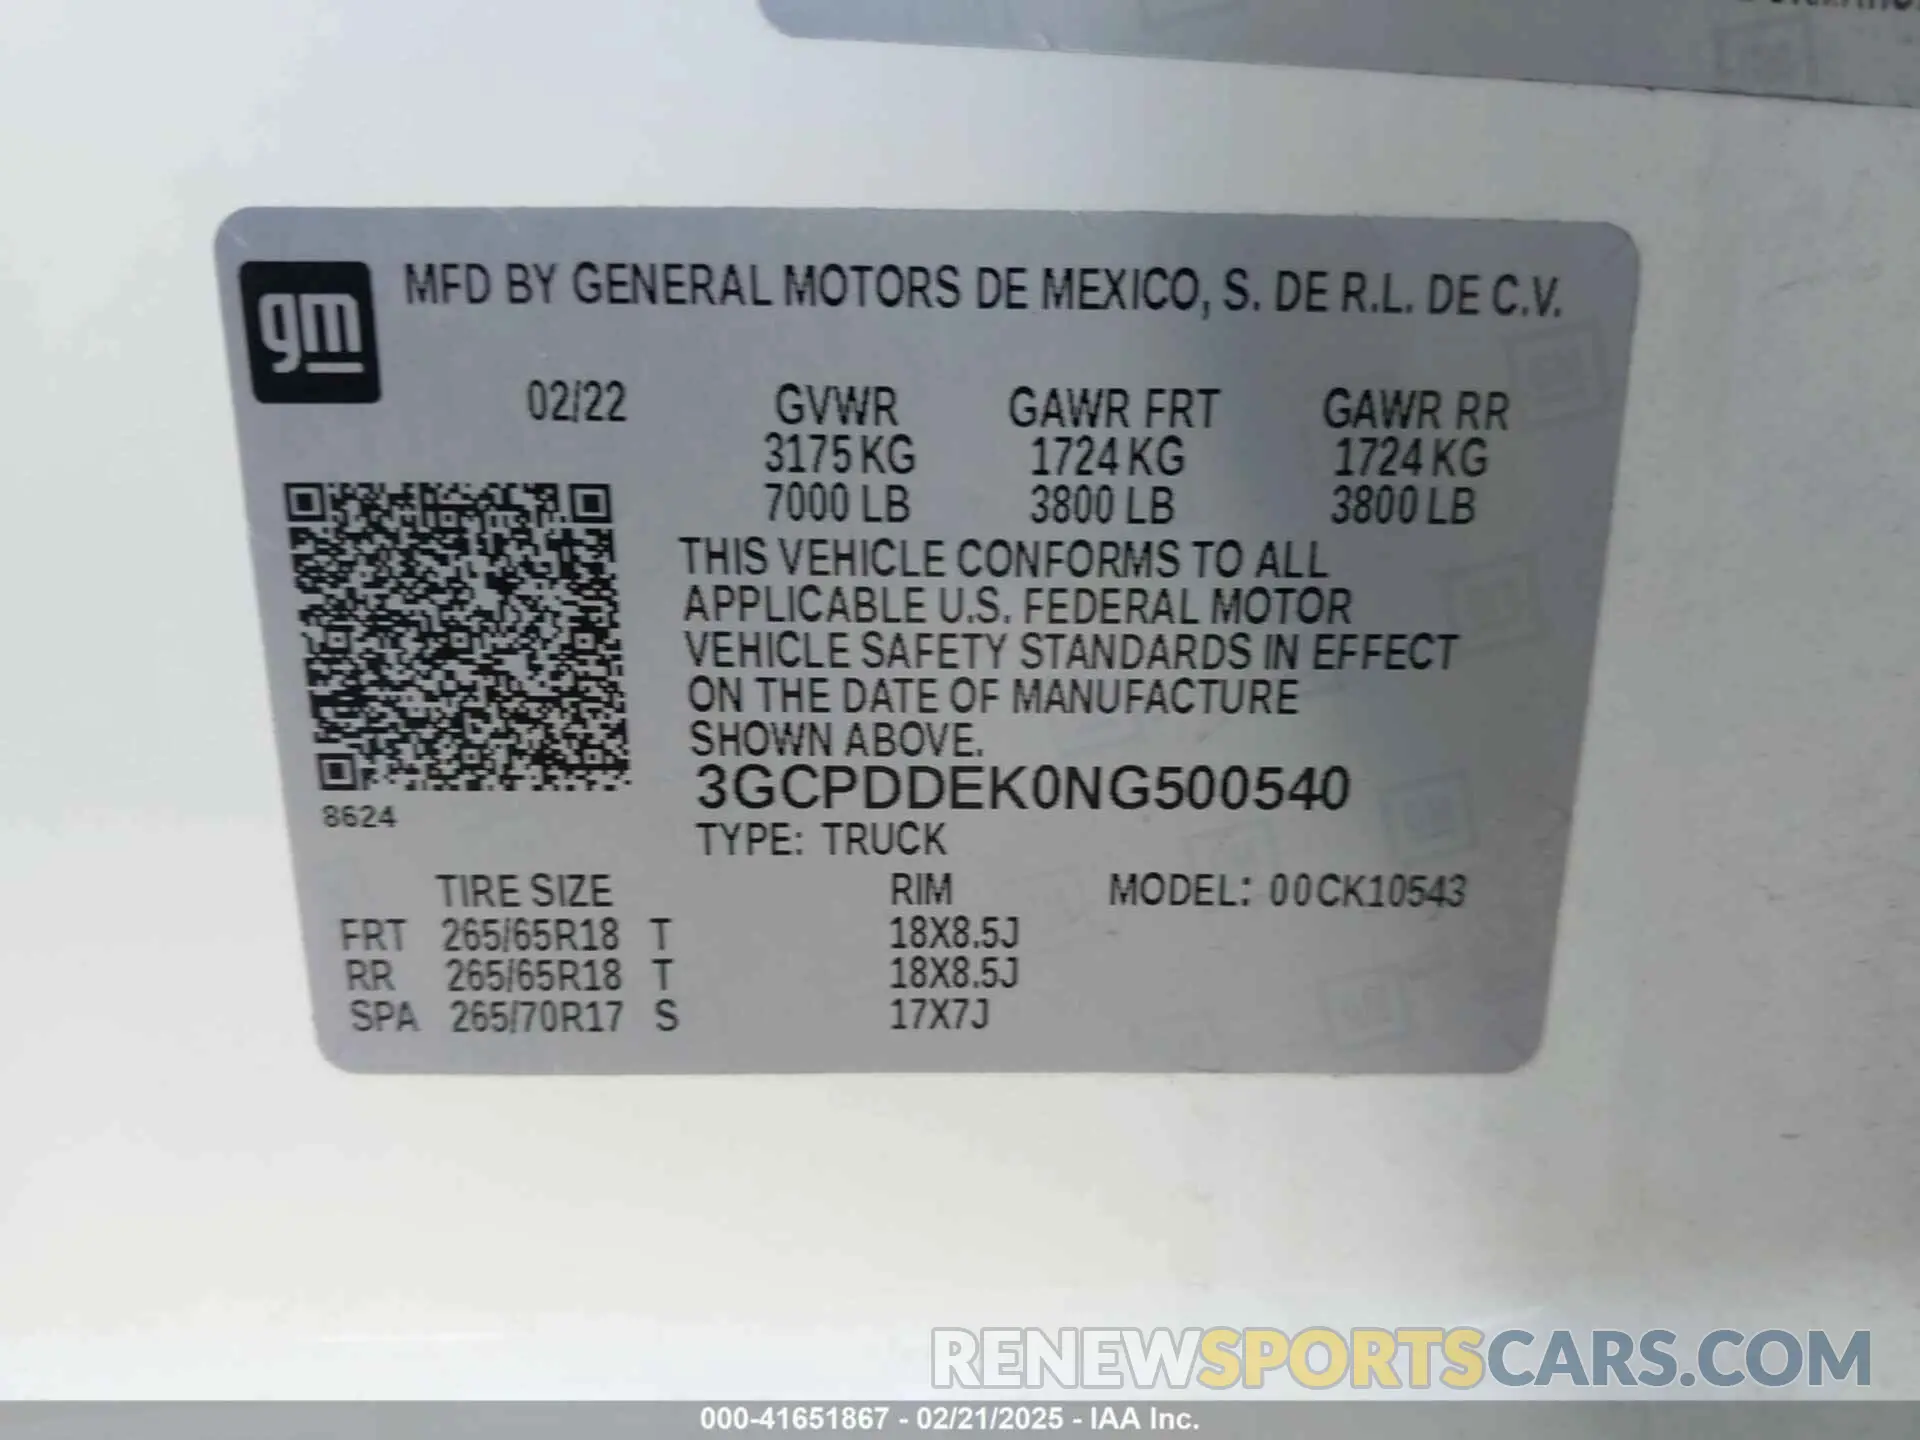 gm
MFD BY GENERAL MOTORS DE MEXICO, S. DE R.L. DE C.V.
02/22 GVWR GAWR FRT GAWR RR
3175 KG 1724 KG 1724 KG
7000 LB 3800 LB 3800 LB
THIS VEHICLE CONFORMS TO ALL
APPLICABLE U.S. FEDERAL MOTOR
VEHICLE SAFETY STANDARDS IN EFFECT
ON THE DATE OF MANUFACTURE
SHOWN ABOVE.
3GCPDDEK0NG500540
8624
TYPE: TRUCK
TIRE SIZE RIM MODEL: 00CK10543
FRT 265/65R18 T 18X8.5J
RR 265/65R18 T 18X8.5J
SPA 265/70R17 S 17X7J
RENEWSPORTSCARS.COM
000-41651867 - 02/21/2025 - IAA Inc.